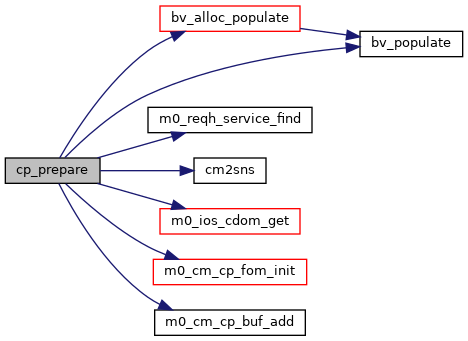 bv_alloc_populate
bv_populate
m0_reqh_service_find
cp_prepare
cm2sns
m0_ios_cdom_get
m0_cm_cp_fom_init
m0_cm_cp_buf_add